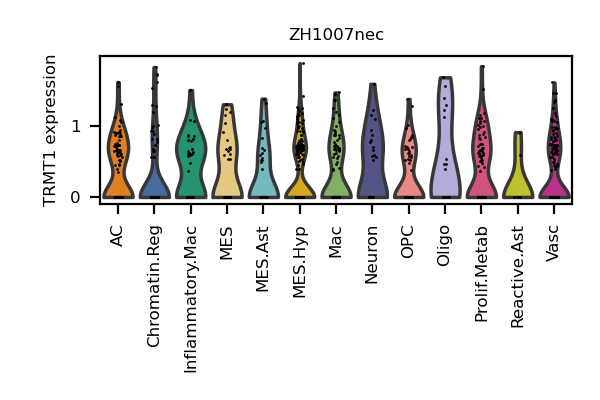 ZH1007nec
TRMT1 expression
1
0
AC
Chromatin.Reg
Inflammatory.Mac
MES
MES.Ast
MES.Hyp
Mac
Neuron
OPC
Oligo
Prolif.Metab
Reactive.Ast
Vasc